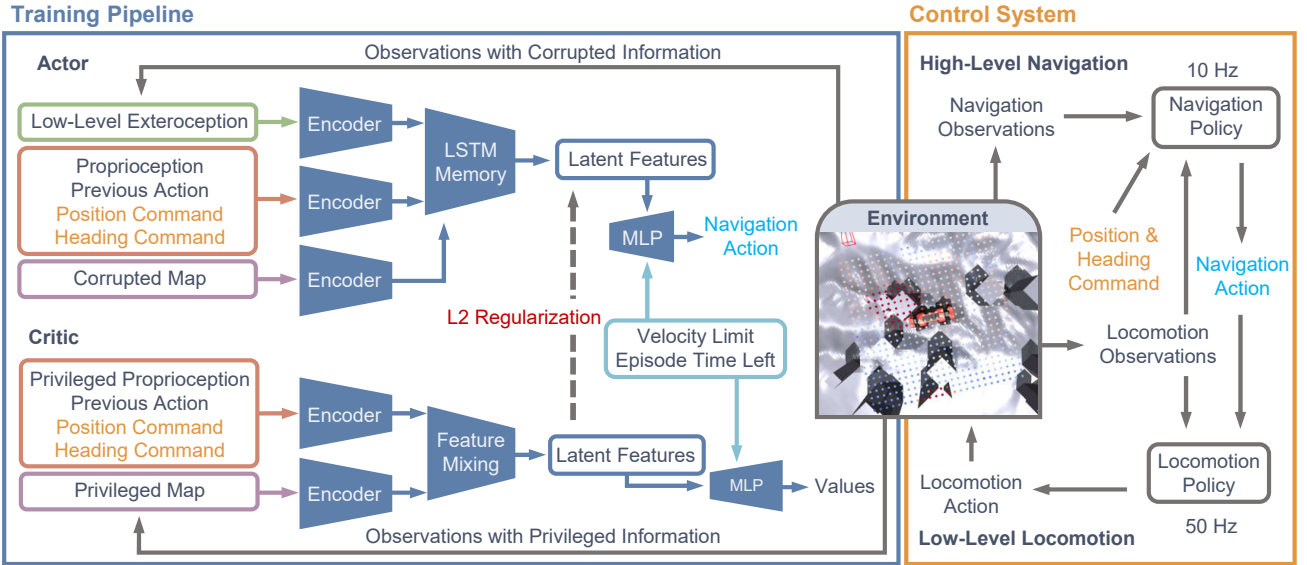 Training Pipeline
Observations with Corrupted Information
Actor
Low-Level Exteroception
Encoder
Proprioception
Previous Action
Position Command
Heading Command
Encoder
Corrupted Map
Encoder
LSTM
Memory
Latent Features
MLP
Navigation
Action
L2 Regularization
Velocity Limit
Episode Time Left
Critic
Privileged Proprioception
Previous Action
Position Command
Heading Command
Encoder
Privileged Map
Encoder
Feature
Mixing
Latent Features
MLP
Values
Observations with Privileged Information
Environment
Control System
High-Level Navigation
10 Hz
Navigation
Observations
Navigation
Policy
Position &
Heading
Command
Navigation
Action
Locomotion
Observations
Locomotion
Policy
Locomotion
Action
50 Hz
Low-Level Locomotion